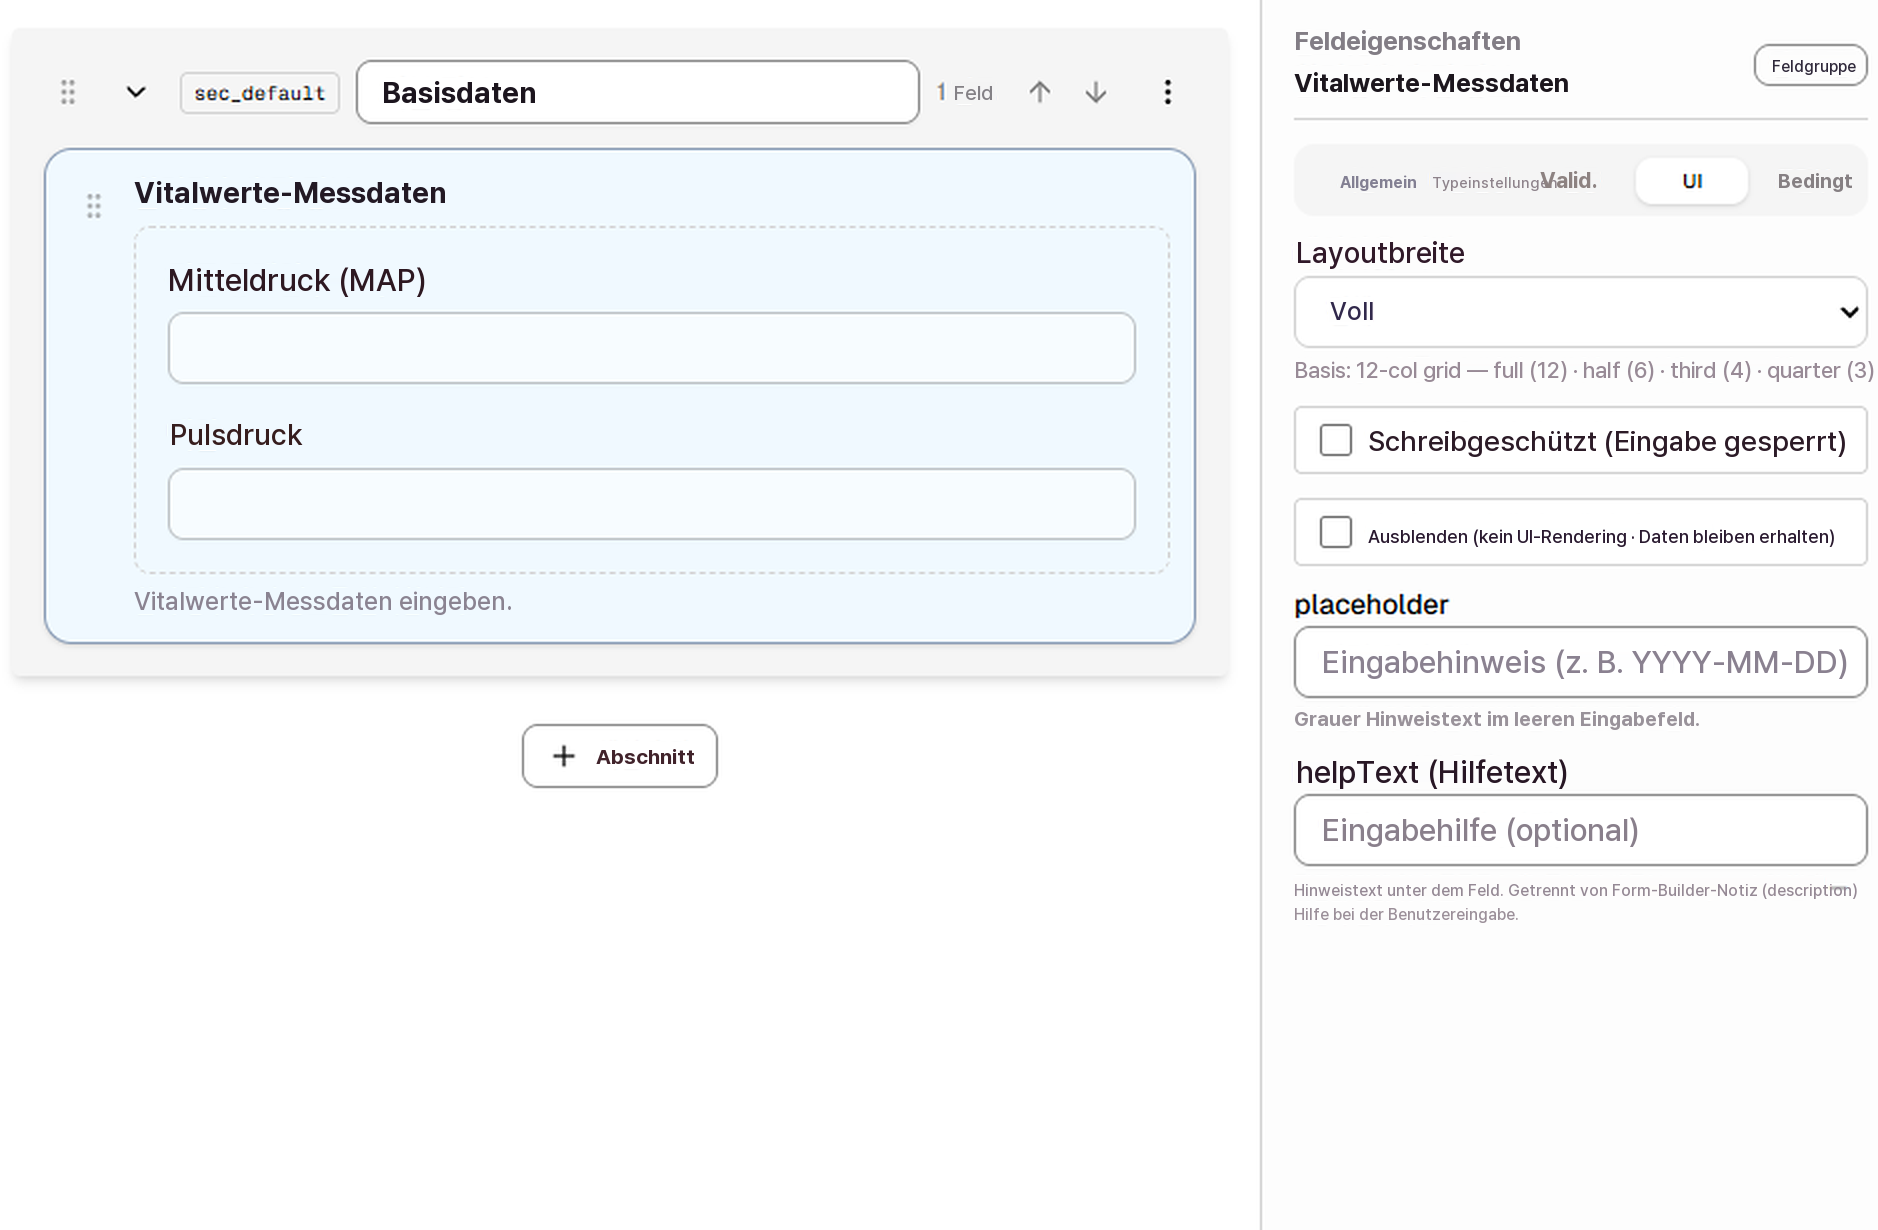 sec_default
Basisdaten
1 Feld
Vitalwerte-Messdaten
Mitteldruck (MAP)
Pulsdruck
Vitalwerte-Messdaten eingeben.
Abschnitt
Feldeigenschaften
Vitalwerte-Messdaten
Feldgruppe
Allgemein Typeinstellungen Valid. UI Bedingt
Layoutbreite
Voll
Basis: 12-col grid — full (12) · half (6) · third (4) · quarter (3)
Schreibgeschützt (Eingabe gesperrt)
Ausblenden (kein UI-Rendering · Daten bleiben erhalten)
placeholder
Eingabehinweis (z. B. YYYY-MM-DD)
Grauer Hinweistext im leeren Eingabefeld.
helpText (Hilfetext)
Eingabehilfe (optional)
Hinweistext unter dem Feld. Getrennt von Form-Builder-Notiz (description)
Hilfe bei der Benutzereingabe.